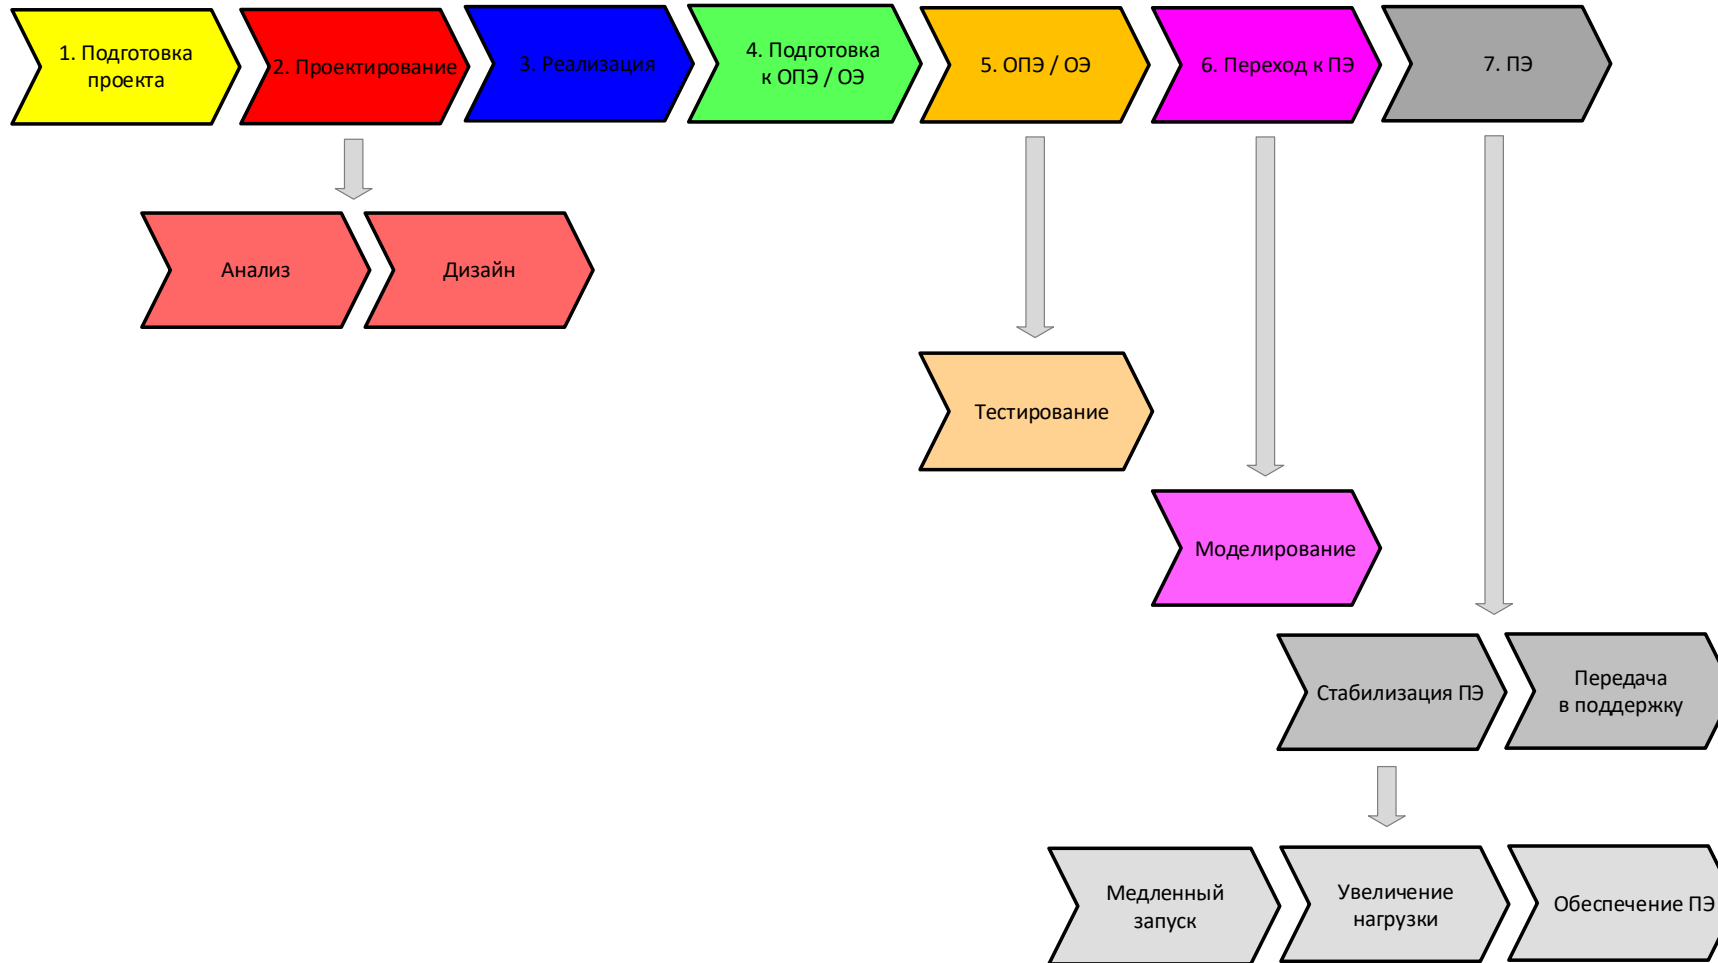 1. Подготовка
проекта
2. Проектирование
3. Реализация
4. Подготовка
к ОПЭ / ОЭ
5. ОПЭ / ОЭ
6. Переход к ПЭ
7. ПЭ
Анализ
Дизайн
Тестирование
Моделирование
Стабилизация ПЭ
Передача
в поддержку
Медленный
запуск
Увеличение
нагрузки
Обеспечение ПЭ